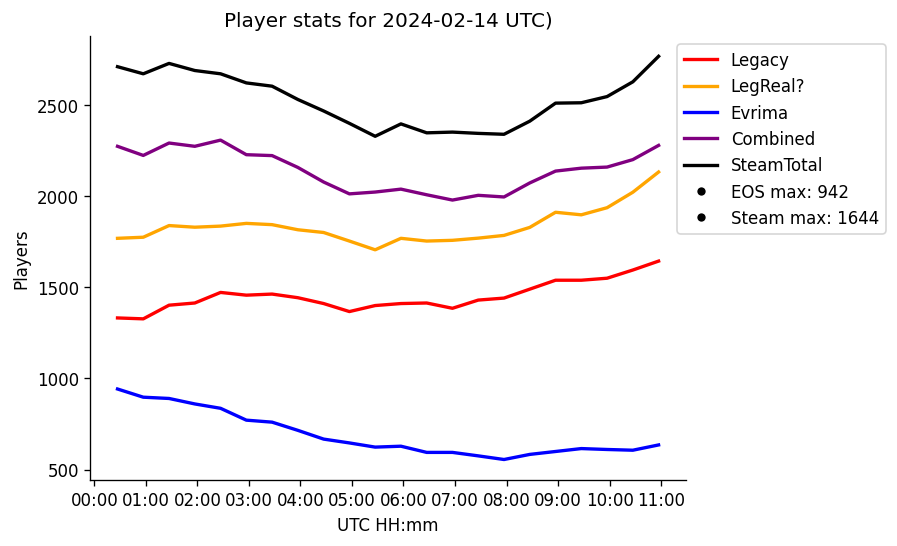 Player stats for 2024-02-14 UTC)
Legacy
LegReal?
Evrima
Combined
SteamTotal
EOS max: 942
Steam max: 1644
Players
2500
2000
1500
1000
500
00:00 01:00 02:00 03:00 04:00 05:00 06:00 07:00 08:00 09:00 10:00 11:00
UTC HH:mm